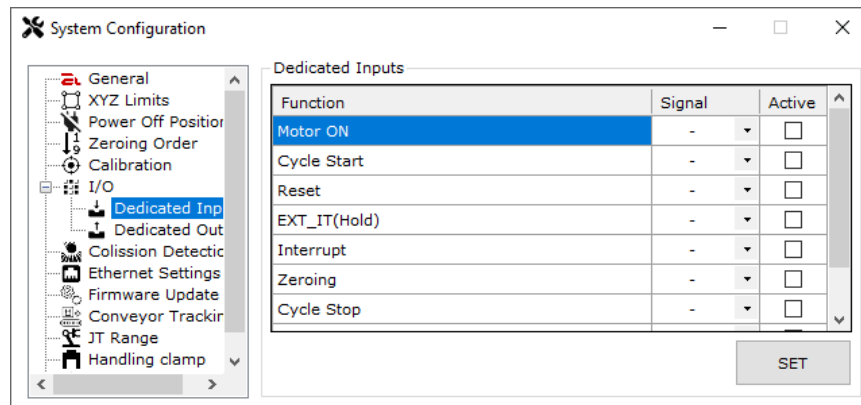 System Configuration
General
XYZ Limits
Power Off Position
Zeroing Order
Calibration
I/O
Dedicated Inp
Dedicated Out
Colission Detectic
Ethernet Settings
Firmware Update
Conveyor Trackir
JT Range
Handling clamp
Dedicated Inputs
Function Signal Active
Motor ON -
Cycle Start -
Reset -
EXT_IT(Hold) -
Interrupt -
Zeroing -
Cycle Stop -
SET